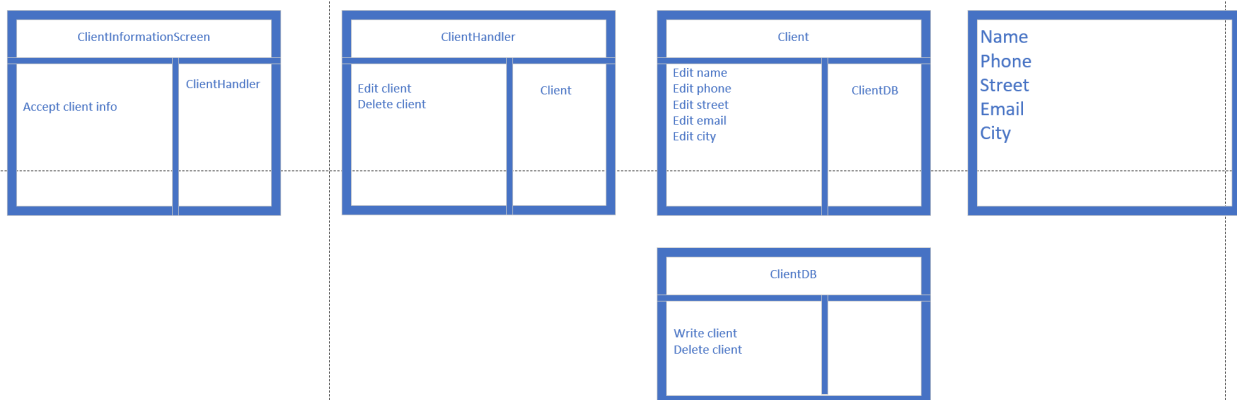 ClientInformationScreen
Accept client info
ClientHandler
ClientHandler
Edit client
Delete client
Client
Client
Edit name
Edit phone
Edit street
Edit email
Edit city
ClientDB
Name
Phone
Street
Email
City
ClientDB
Write client
Delete client